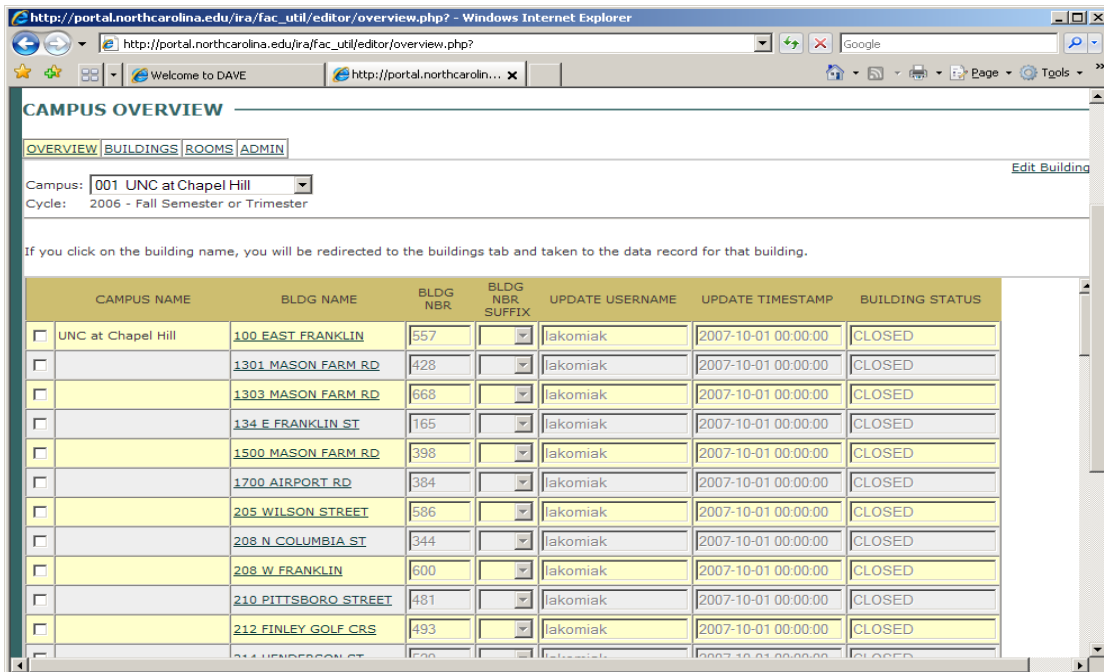 http://portal.northcarolina.edu/ira/fac_util/editor/overview.php? - Windows Internet Explorer
http://portal.northcarolina.edu/ira/fac_util/editor/overview.php?
Google
Welcome to DAVE
http://portal.northcarolin...
Page
Tools
CAMPUS OVERVIEW
OVERVIEW BUILDINGS ROOMS ADMIN
Edit Building
Campus: 001 UNC at Chapel Hill
Cycle: 2006 - Fall Semester or Trimester
If you click on the building name, you will be redirected to the buildings tab and taken to the data record for that building.
CAMPUS NAME BLDG NAME BLDG NBR BLDG NBR SUFFIX UPDATE USERNAME UPDATE TIMESTAMP BUILDING STATUS
UNC at Chapel Hill 100 EAST FRANKLIN 557 lakomiak 2007-10-01 00:00:00 CLOSED
1301 MASON FARM RD 428 lakomiak 2007-10-01 00:00:00 CLOSED
1303 MASON FARM RD 668 lakomiak 2007-10-01 00:00:00 CLOSED
134 E FRANKLIN ST 165 lakomiak 2007-10-01 00:00:00 CLOSED
1500 MASON FARM RD 398 lakomiak 2007-10-01 00:00:00 CLOSED
1700 AIRPORT RD 384 lakomiak 2007-10-01 00:00:00 CLOSED
205 WILSON STREET 586 lakomiak 2007-10-01 00:00:00 CLOSED
208 N COLUMBIA ST 344 lakomiak 2007-10-01 00:00:00 CLOSED
208 W FRANKLIN 600 lakomiak 2007-10-01 00:00:00 CLOSED
210 PITTSBORO STREET 481 lakomiak 2007-10-01 00:00:00 CLOSED
212 FINLEY GOLF CRS 493 lakomiak 2007-10-01 00:00:00 CLOSED